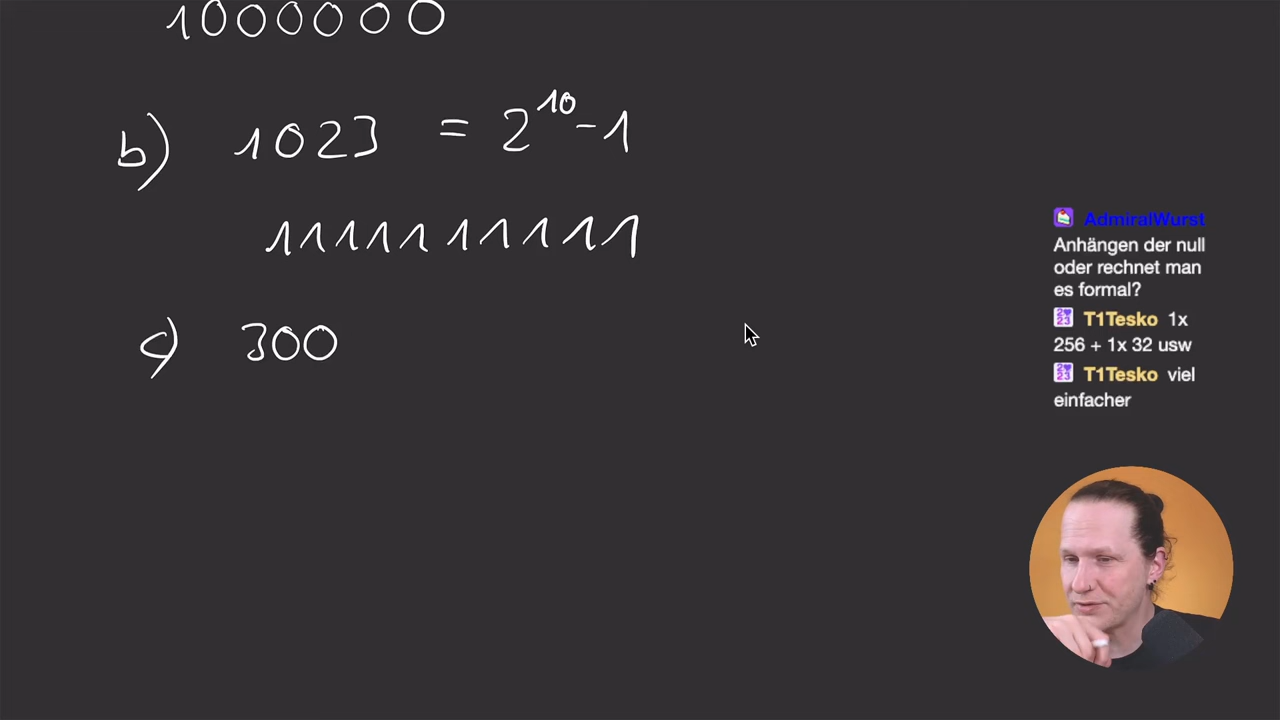 1000000
b) 1023 = 2^10 - 1
1111111111
c) 300
AdmiralWurst
Anhängen der null
oder rechnet man
es formal?
T1Tesko 1x
256 + 1x 32 usw
T1Tesko viel
einfacher